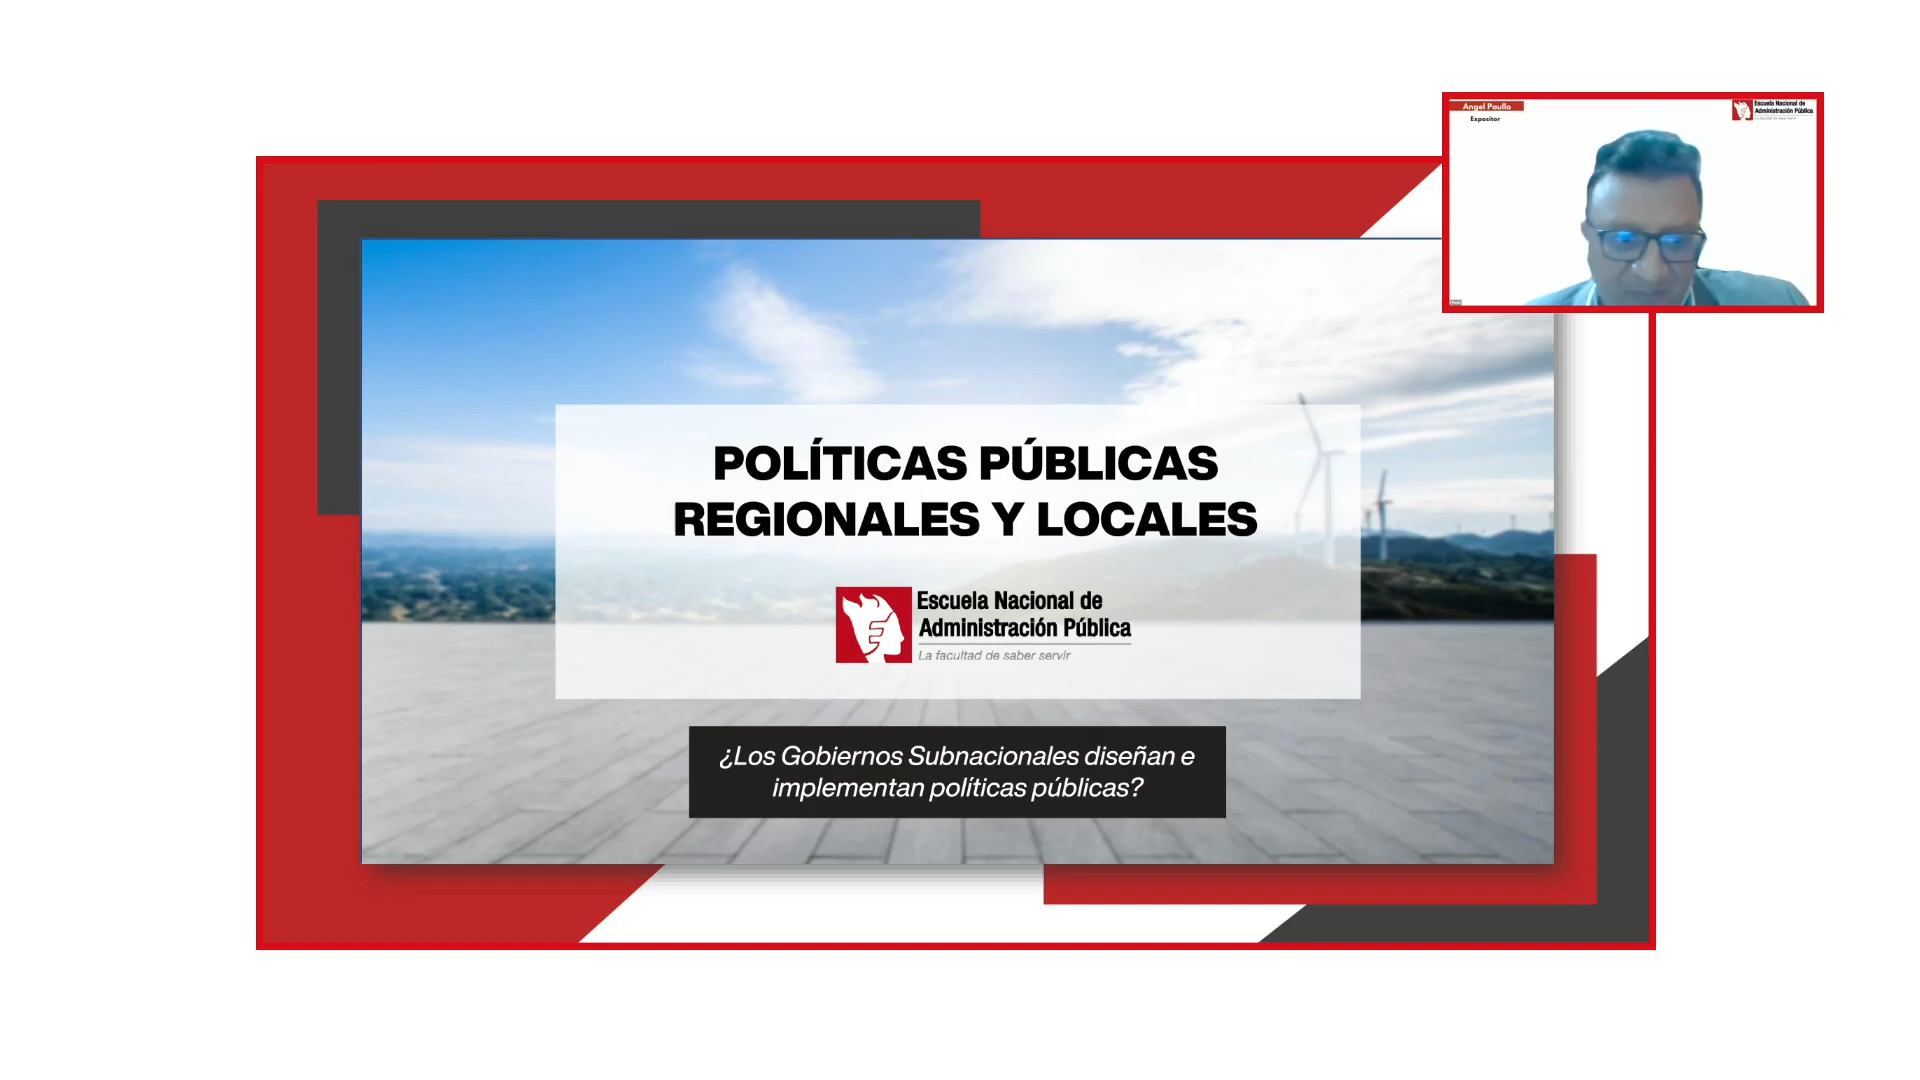 Angel Paullo
Expositor
Escuela Nacional de
Administración Pública
POLÍTICAS PÚBLICAS
REGIONALES Y LOCALES
Escuela Nacional de
Administración Pública
La facultad de saber servir
¿Los Gobiernos Subnacionales diseñan e
implementan políticas públicas?